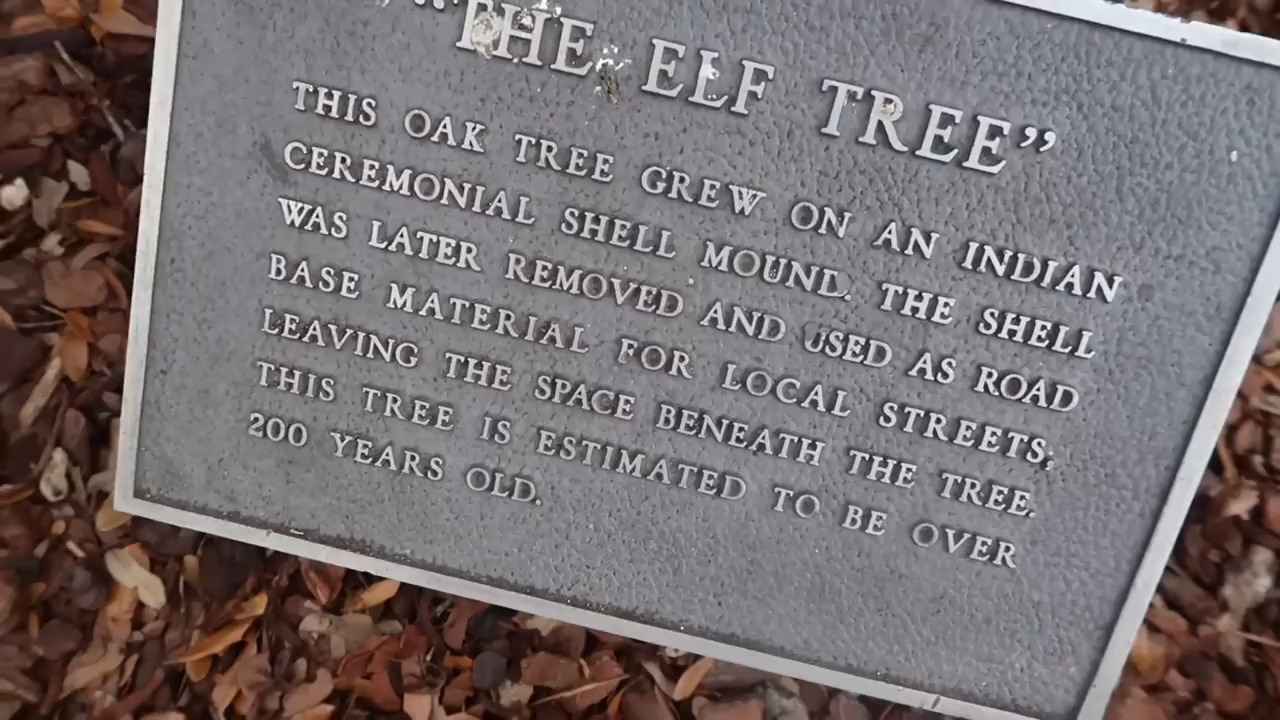 "THE ELF TREE"
THIS OAK TREE GREW ON AN INDIAN
CEREMONIAL SHELL MOUND. THE SHELL
WAS LATER REMOVED AND USED AS ROAD
BASE MATERIAL FOR LOCAL STREETS;
LEAVING THE SPACE BENEATH THE TREE.
THIS TREE IS ESTIMATED TO BE OVER
200 YEARS OLD.